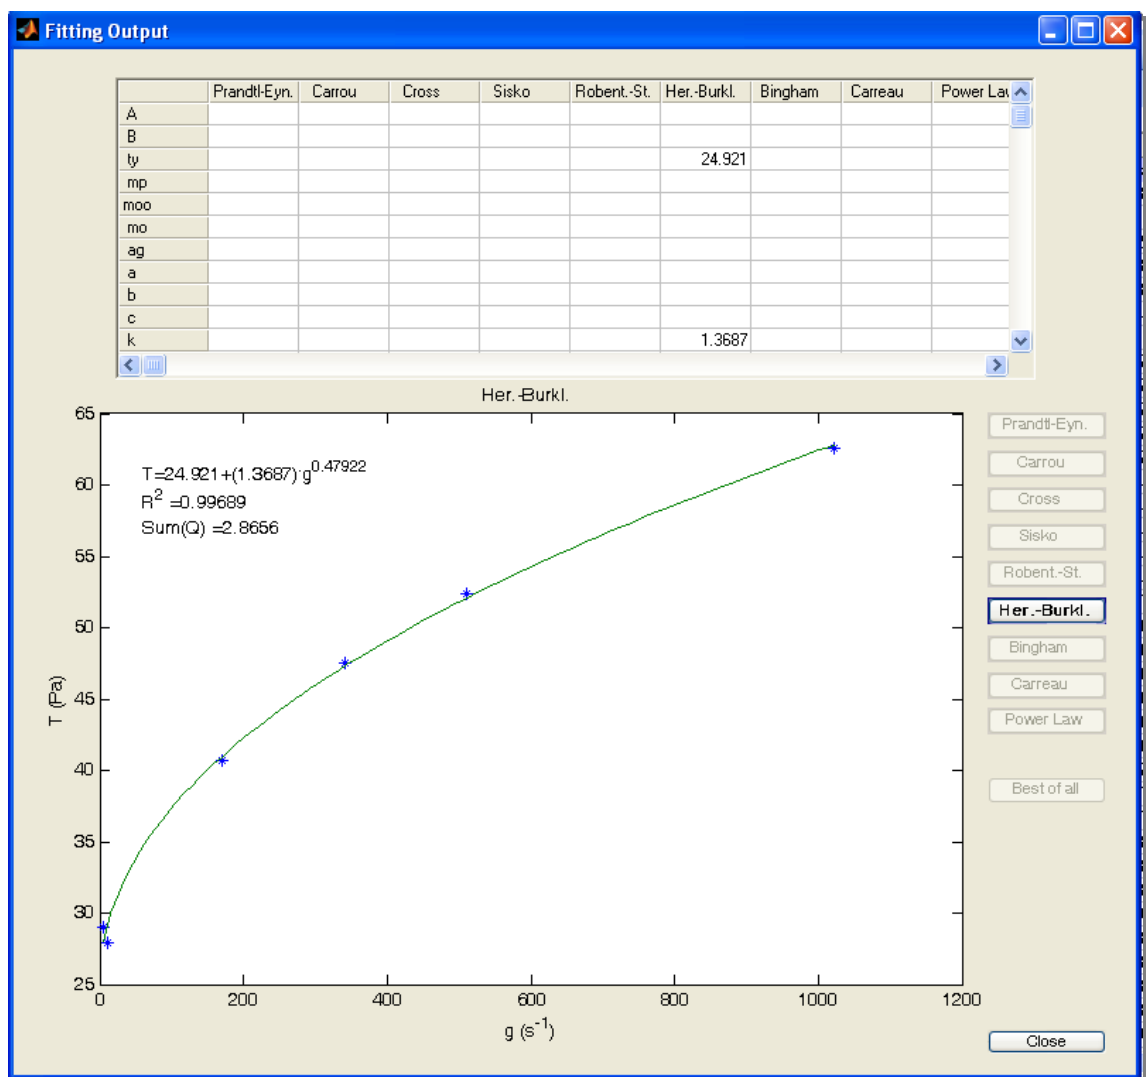 Fitting Output
Prandtl-Eyn. Carrou Cross Sisko Robent.-St. Her.-Burkl. Bingham Carreau Power Law
A
B
ty 24.921
mp
moo
mo
ag
a
b
c
k 1.3687
Her.-Burkl.
T=24.921+(1.3687)·g^0.47922
R^2 =0.99689
Sum(Q) =2.8656
65
60
55
50
45
40
35
30
25
T (Pa)
0 200 400 600 800 1000 1200
g (s^-1)
Prandtl-Eyn.
Carrou
Cross
Sisko
Robent.-St.
Her.-Burkl.
Bingham
Carreau
Power Law
Best of all
Close